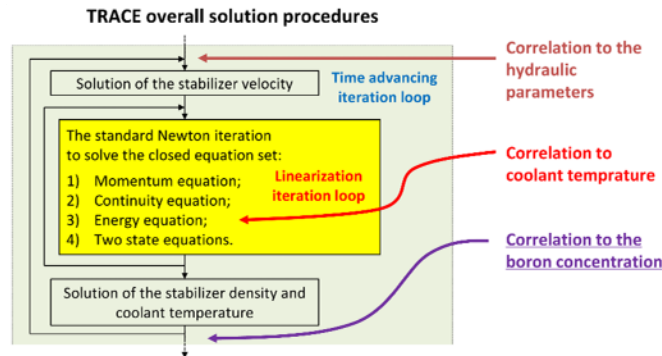 TRACE overall solution procedures
Solution of the stabilizer velocity
Time advancing
iteration loop
The standard Newton iteration
to solve the closed equation set:
1) Momentum equation;
2) Continuity equation;
3) Energy equation;
4) Two state equations.
Linearization
iteration loop
Solution of the stabilizer density and
coolant temperature
Correlation to the
hydraulic
parameters
Correlation to
coolant temprature
Correlation to the
boron concentration